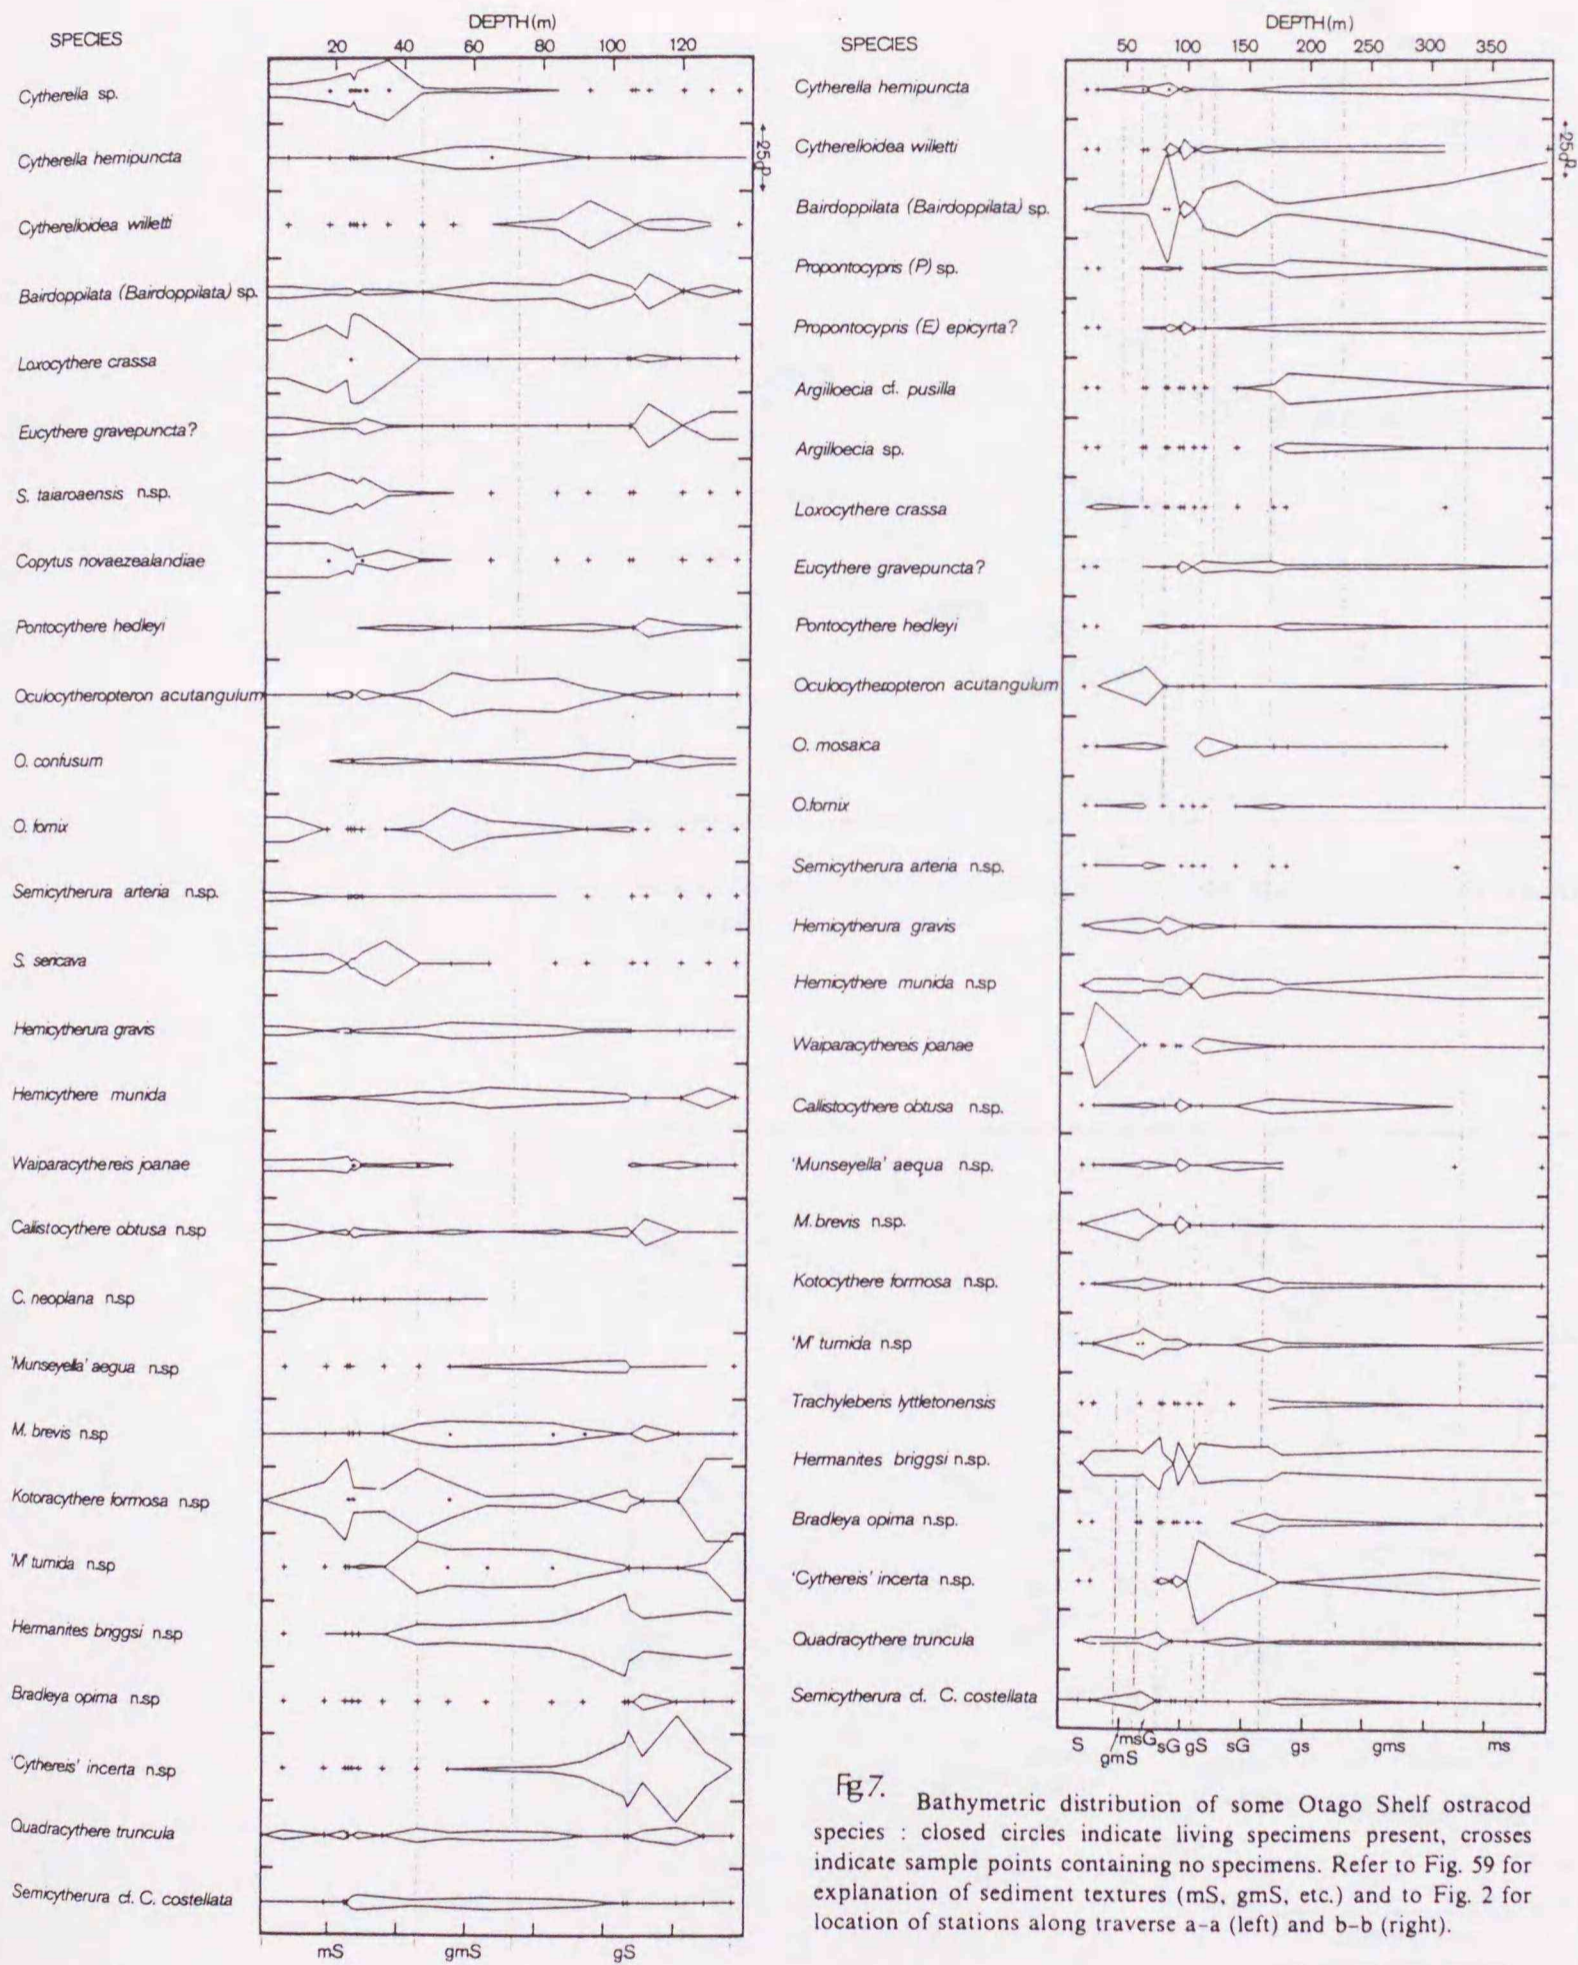 SPECIES
DEPTH (m)
20 40 60 80 100 120
Cytherella sp.
Cytherella hemipuncta
Cytherelloidea willetti
Bairdoppilata (Bairdoppilata) sp.
Loxocythere crassa
Eucythere gravepuncta?
S. taiaroaensis n.sp.
Copytus novaezealandiae
Pontocythere hedleyi
Oculocytheropteron acutangulum
O. confusum
O. fornix
Semicytherura arteria n.sp.
S. sericava
Hemicytherura gravis
Hemicythere munida
Waiparacythereis joanae
Callistocythere obtusa n.sp
C. neoplana n.sp
'Munseyella' aegua n.sp
M. brevis n.sp
Kotoracythere formosa n.sp
'M' tumida n.sp
Hermanites briggsi n.sp
Bradleya opima n.sp
'Cythereis' incerta n.sp
Quadracythere truncula
Semicytherura cf. C. costellata
mS gmS gS
SPECIES
DEPTH (m)
50 100 150 200 250 300 350
Cytherella hemipuncta
Cytherelloidea willetti
Bairdoppilata (Bairdoppilata) sp.
Propontocypris (P) sp.
Propontocypris (E) epicyrta?
Argilloecia cf. pusilla
Argilloecia sp.
Loxocythere crassa
Eucythere gravepuncta?
Pontocythere hedleyi
Oculocytheropteron acutangulum
O. mosaica
O.fornix
Semicytherura arteria n.sp.
Hemicytherura gravis
Hemicythere munida n.sp
Waiparacythereis joanae
Callistocythere obtusa n.sp.
'Munseyella' aequa n.sp.
M. brevis n.sp.
Kotocythere formosa n.sp.
'M' tumida n.sp
Trachyleberis lyttletonensis
Hermanites briggsi n.sp.
Bradleya opima n.sp.
'Cythereis' incerta n.sp.
Quadracythere truncula
Semicytherura cf. C. costellata
S gmS msG sG gS sG gs gms ms
Fig 7. Bathymetric distribution of some Otago Shelf ostracod
species : closed circles indicate living specimens present, crosses
indicate sample points containing no specimens. Refer to Fig. 59 for
explanation of sediment textures (mS, gmS, etc.) and to Fig. 2 for
location of stations along traverse a-a (left) and b-b (right).